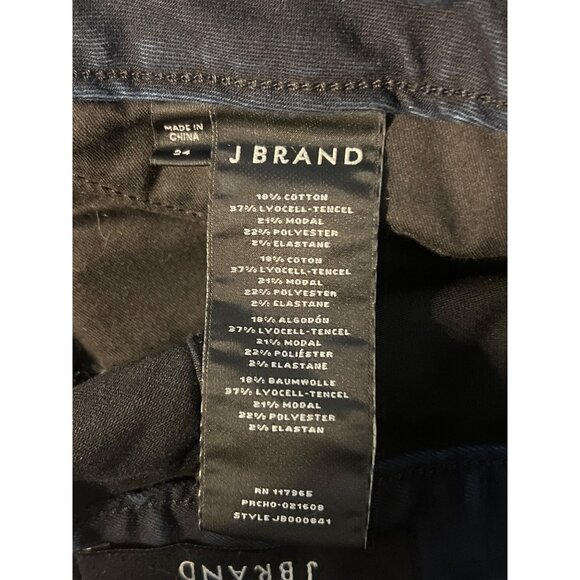 MADE IN
CHINA
24
J BRAND
18% COTTON
37% LYOCELL-TENCEL
21% MODAL
22% POLYESTER
2% ELASTANE
18% COTON
37% LYOCELL-TENCEL
21% MODAL
22% POLYESTER
2% ELASTANE
18% ALGODÓN
37% LYOCELL-TENCEL
21% MODAL
22% POLIÉSTER
2% ELASTANE
18% BAUMWOLLE
37% LYOCELL-TENCEL
21% MODAL
22% POLYESTER
2% ELASTAN
RN 117965
PRCHO-021608
STYLE JB000841
J BRAND